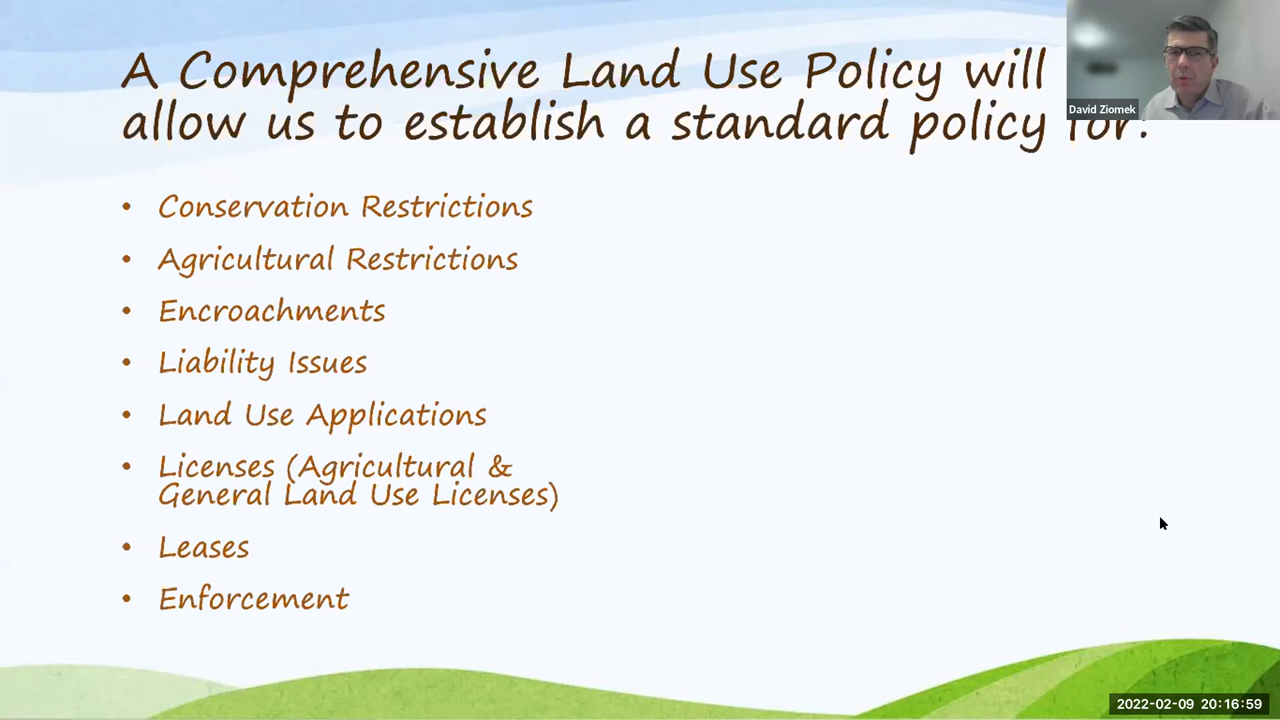 A Comprehensive Land Use Policy will
allow us to establish a standard policy for:
David Ziomek
• Conservation Restrictions
• Agricultural Restrictions
• Encroachments
• Liability Issues
• Land Use Applications
• Licenses (Agricultural &
General Land Use Licenses)
• Leases
• Enforcement
2022-02-09 20:16:59